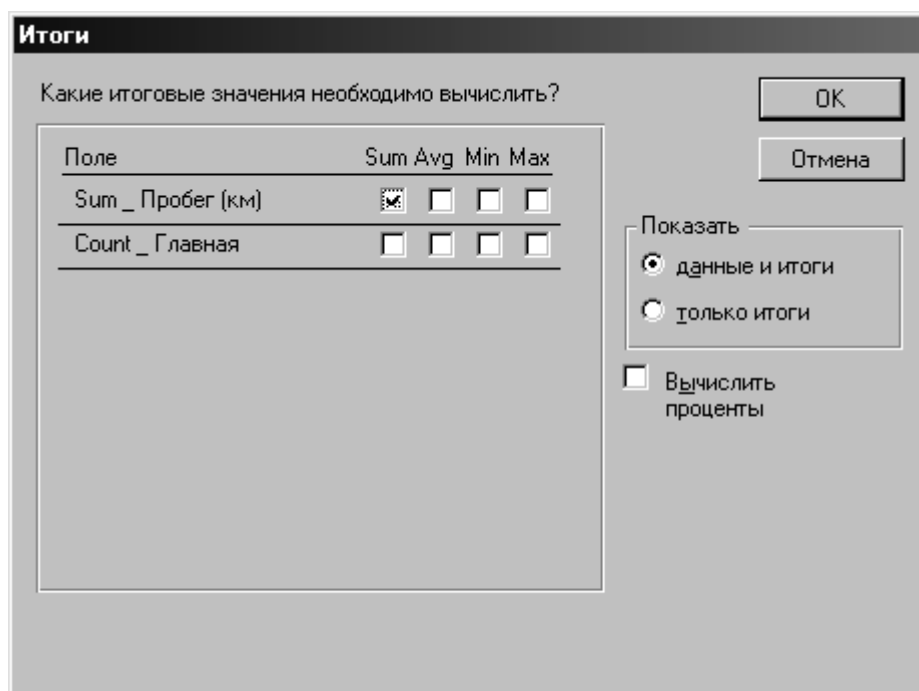 Итоги
Какие итоговые значения необходимо вычислить?
OK
Отмена
Поле Sum Avg Min Max
Sum _ Пробег (км)
Count _ Главная
Показать
данные и итоги
только итоги
Вычислить
проценты